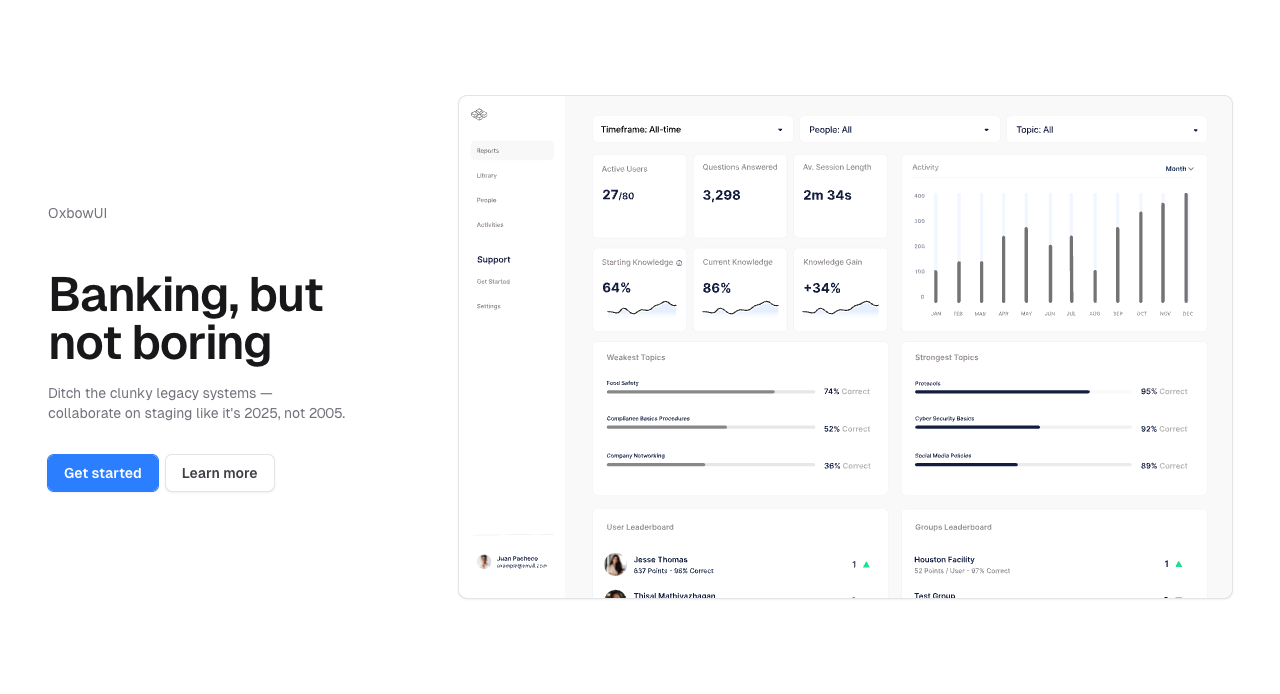 OxbowUI
Banking, but
not boring
Ditch the clunky legacy systems —
collaborate on staging like it's 2025, not 2005.
Get started
Learn more
Reports
Library
People
Activities
Support
Get Started
Settings
Juan Pacheco
example@email.com
Timeframe: All-time
People: All
Topic: All
Active Users
27/80
Questions Answered
3,298
Av. Session Length
2m 34s
Starting Knowledge
64%
Current Knowledge
86%
Knowledge Gain
+34%
Activity
Month
400
300
200
100
0
JAN FEB MAR APR MAY JUN JUL AUG SEP OCT NOV DEC
Weakest Topics
Food Safety
74% Correct
Compliance Basics Procedures
52% Correct
Company Networking
36% Correct
Strongest Topics
Protocols
95% Correct
Cyber Security Basics
92% Correct
Social Media Policies
89% Correct
User Leaderboard
Jesse Thomas
637 Points - 98% Correct
1
Thisal Mathiyazhagan
Groups Leaderboard
Houston Facility
52 Points / User - 97% Correct
1
Test Group